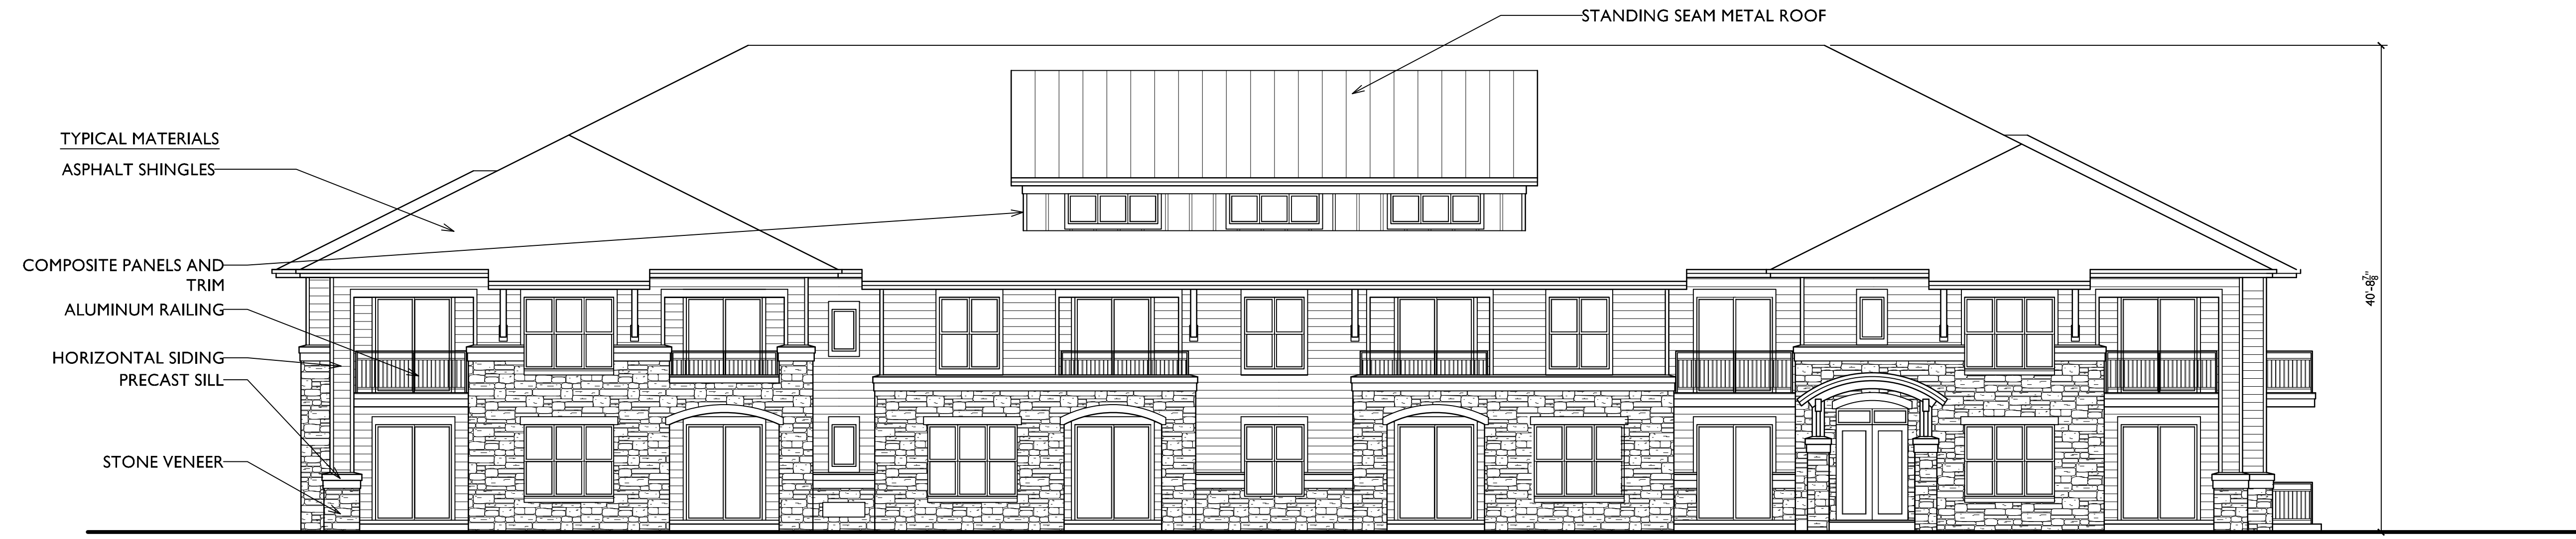 STANDING SEAM METAL ROOF
TYPICAL MATERIALS
ASPHALT SHINGLES
COMPOSITE PANELS AND
TRIM
ALUMINUM RAILING
HORIZONTAL SIDING
PRECAST SILL
STONE VENEER
40'-8⅞"